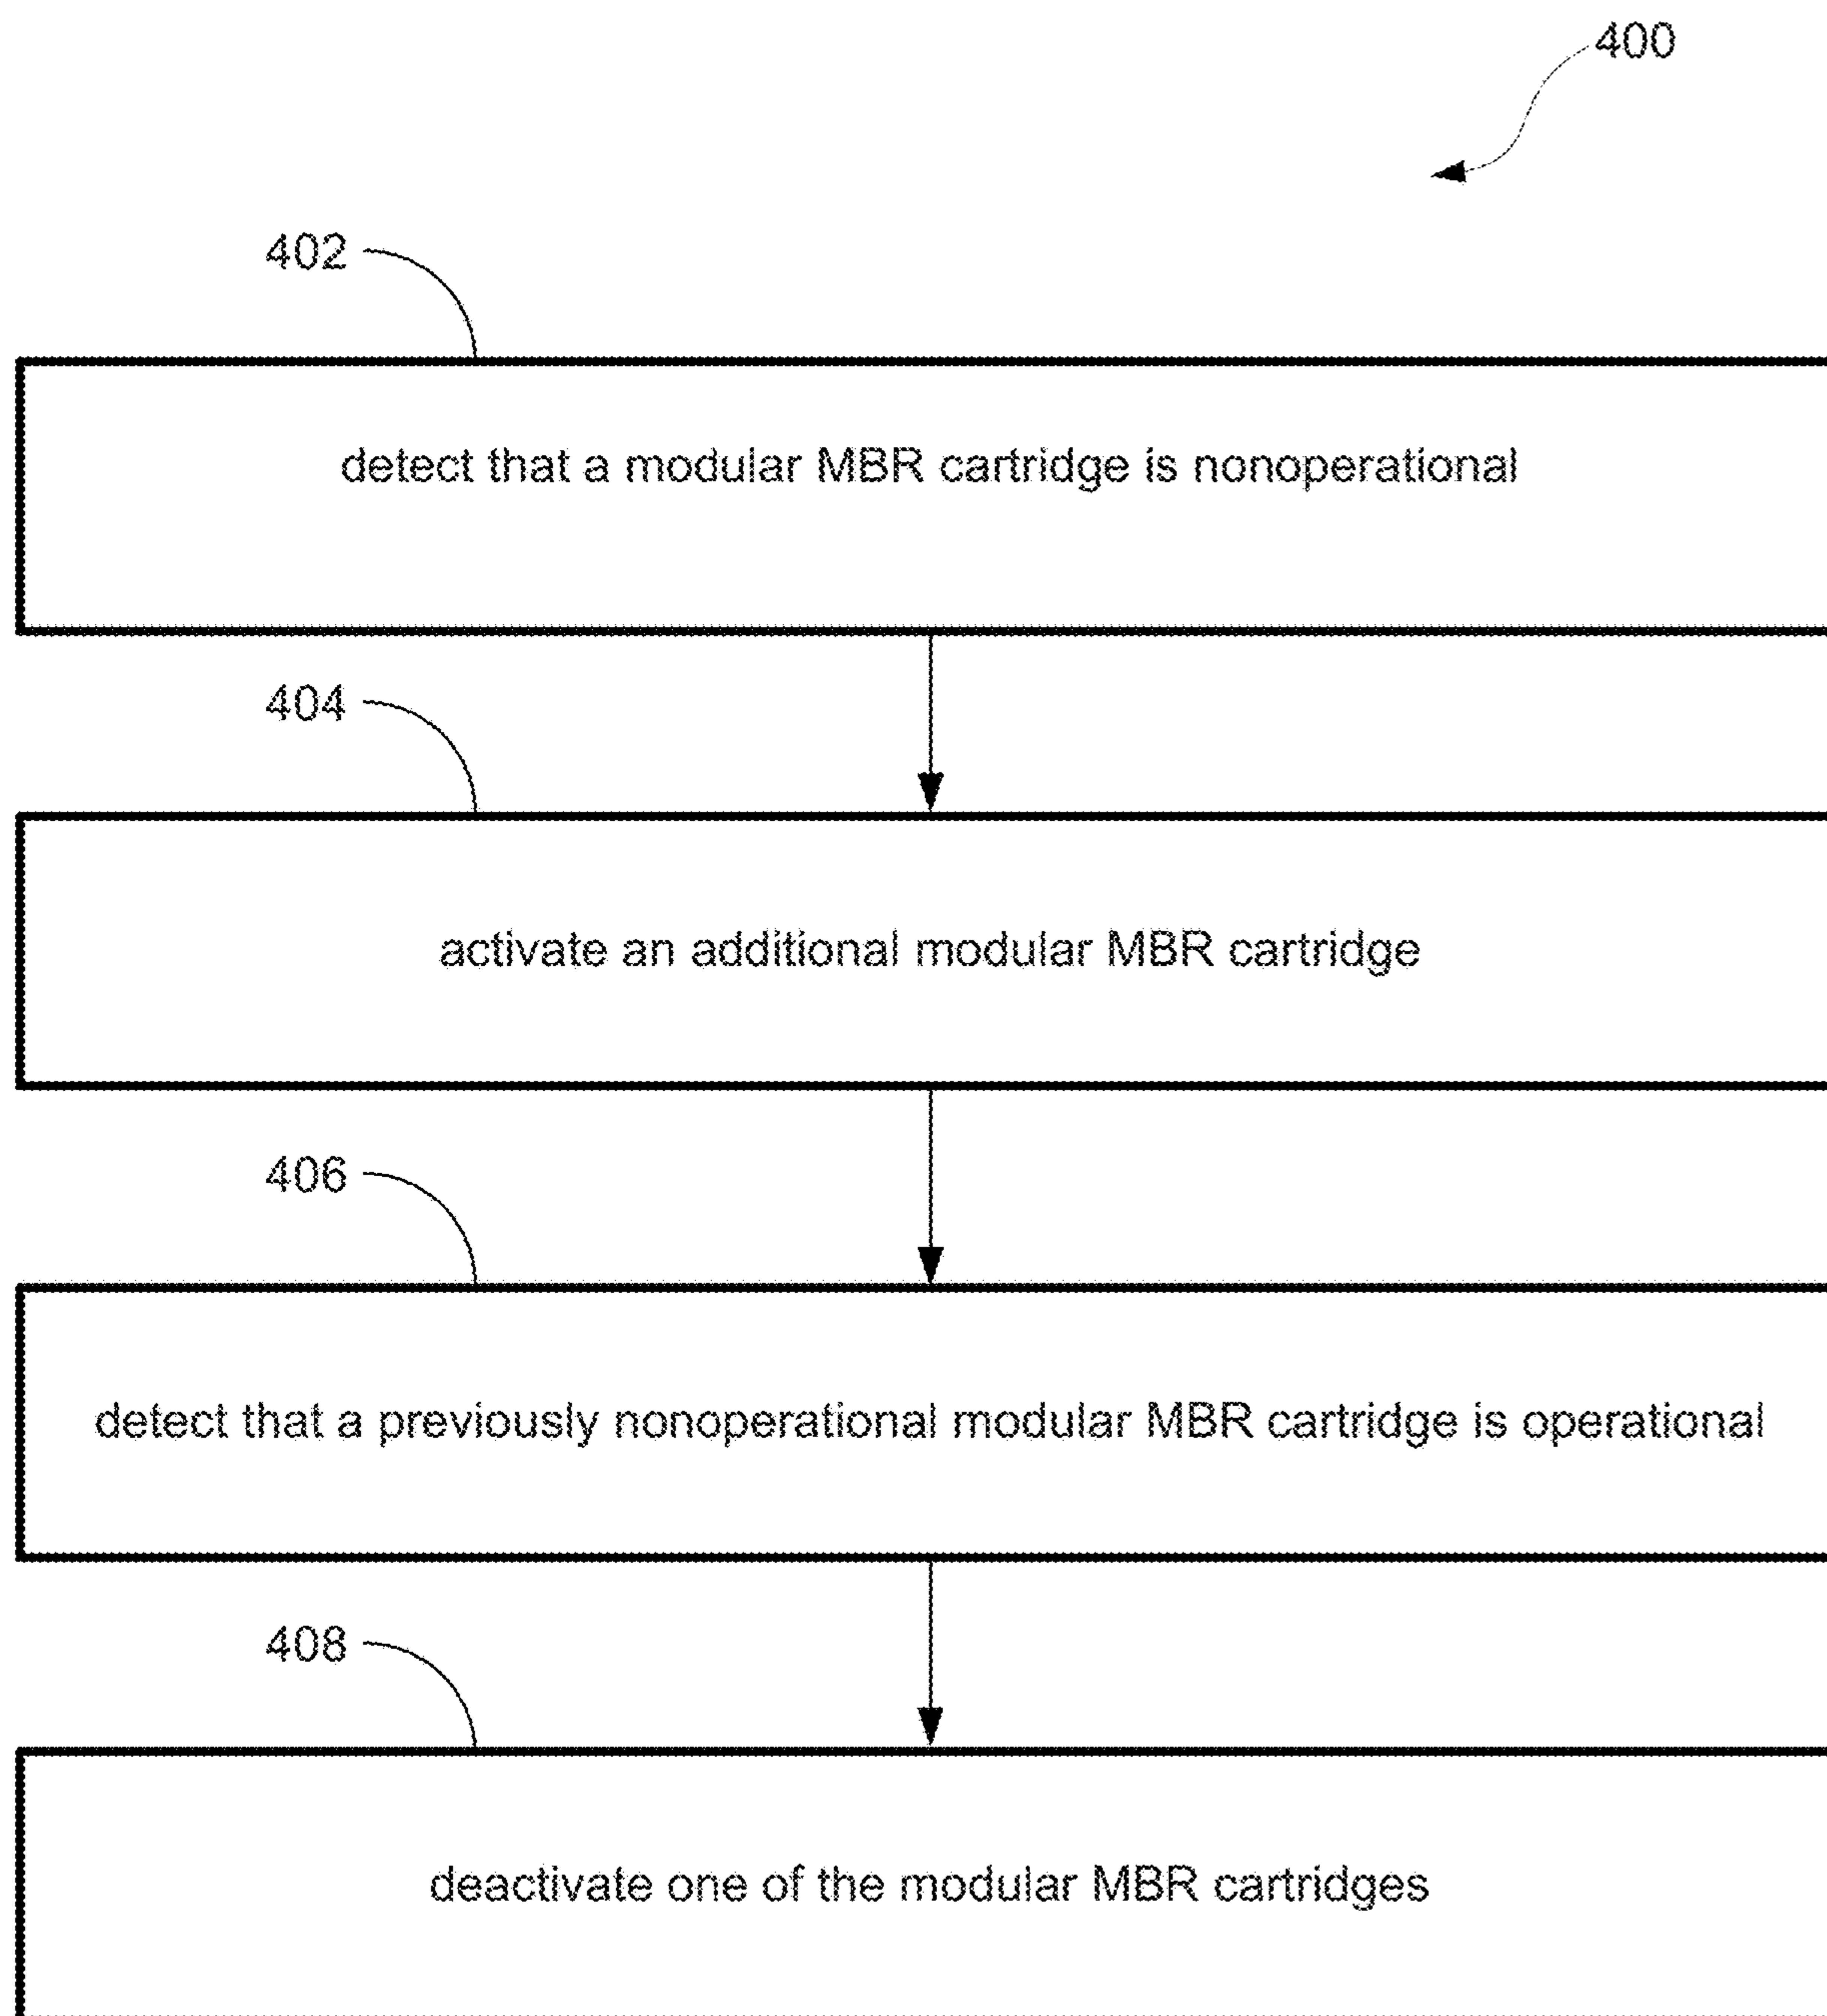 400
402
detect that a modular MBR cartridge is nonoperational
404
activate an additional modular MBR cartridge
406
detect that a previously nonoperational modular MBR cartridge is operational
408
deactivate one of the modular MBR cartridges